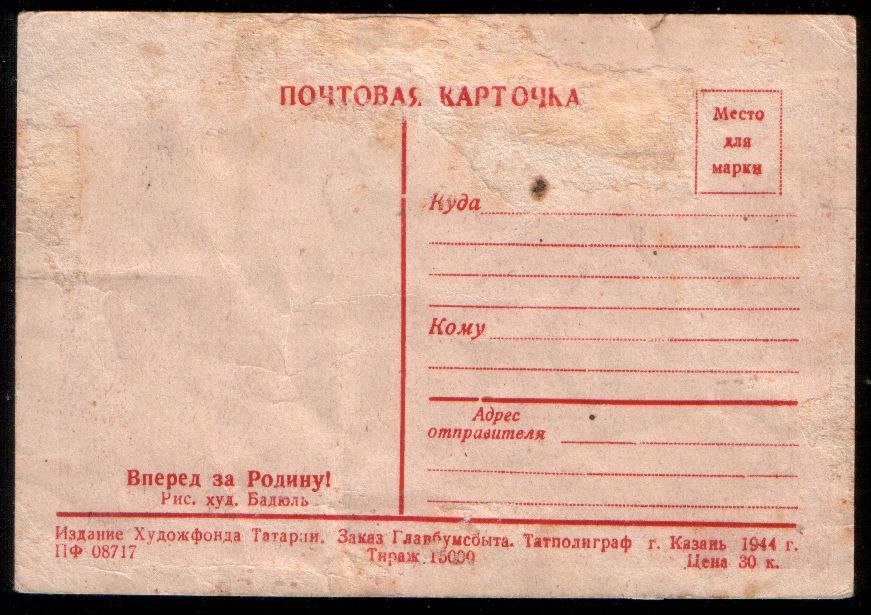 ПОЧТОВАЯ КАРТОЧКА
Место
для
марки
Куда
Кому
Адрес
отправителя
Вперед за Родину!
Рис. худ. Бадюль
Издание Художфонда Татарии. Заказ Главбумсбыта. Татполиграф г. Казань 1944 г.
ПФ 08717 Тираж 15000 Цена 30 к.